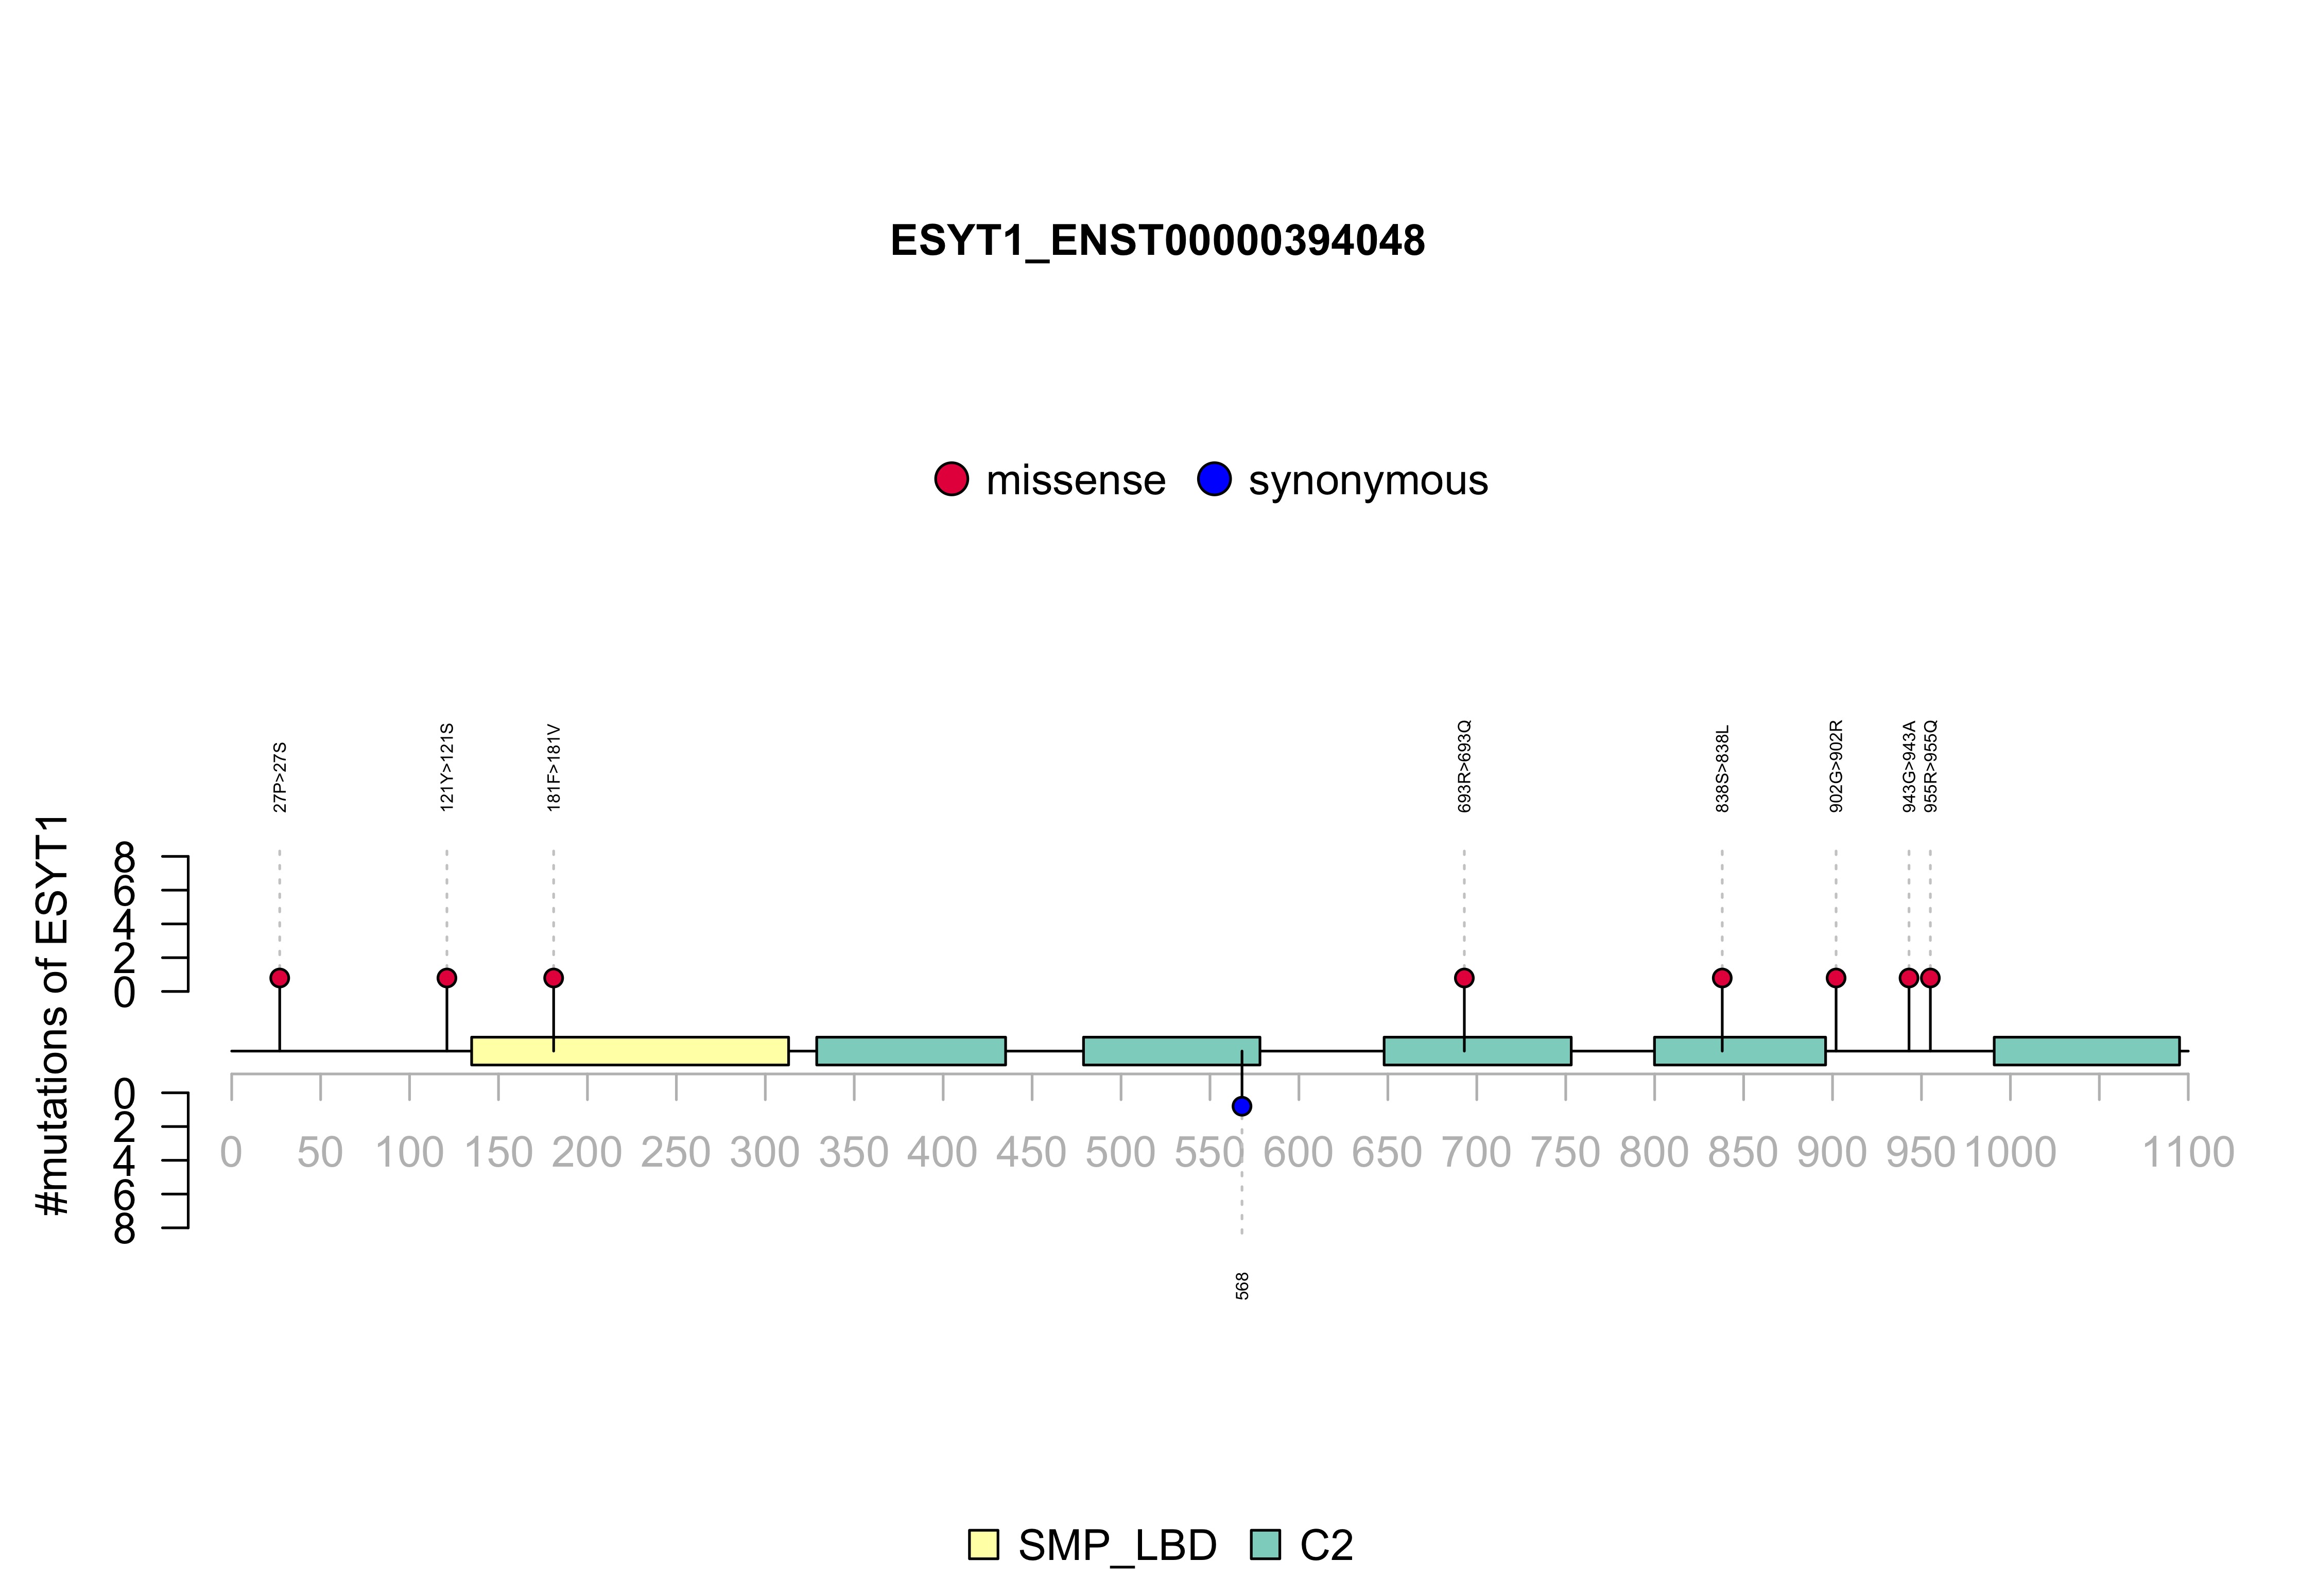 ESYT1_ENST00000394048
missense synonymous
27P>27S
121Y>121S
181F>181V
693R>693Q
838S>838L
902G>902R
943G>943A
955R>955Q
#mutations of ESYT1
8
6
4
2
0
0
2
4
6
8
0 50 100 150 200 250 300 350 400 450 500 550 600 650 700 750 800 850 900 950 1000 1100
568
SMP_LBD C2